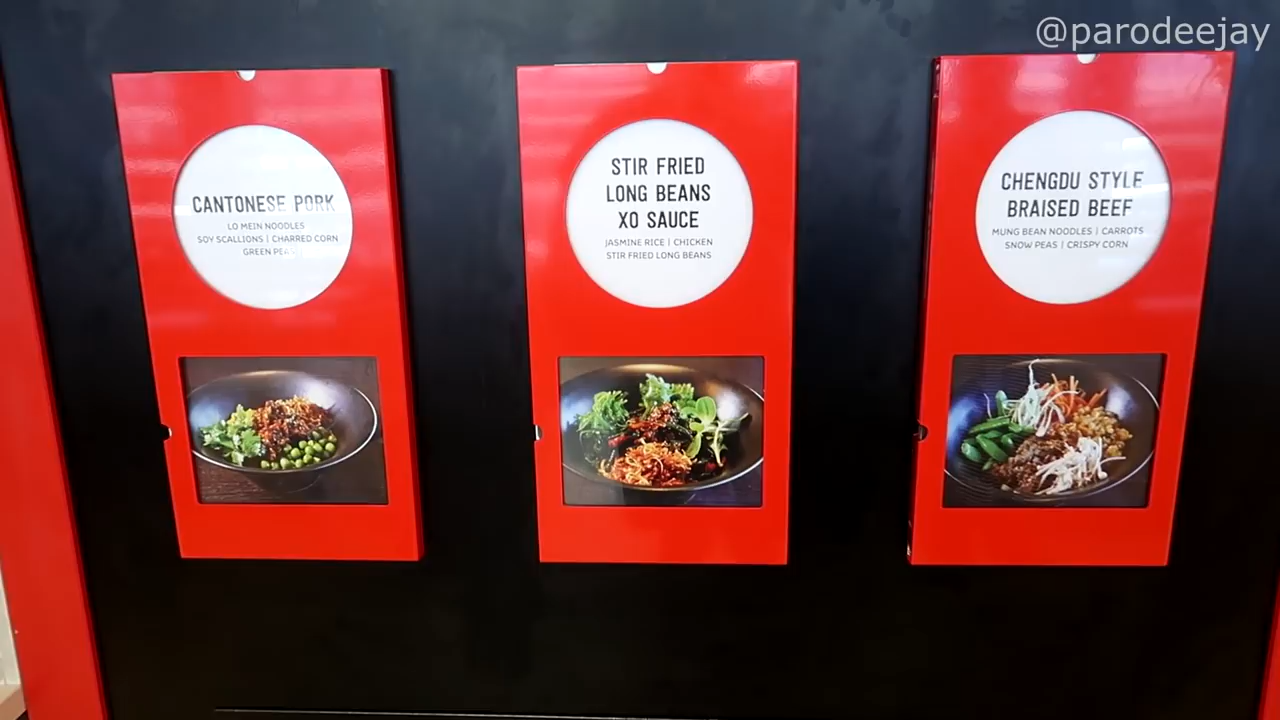 @parodeejay
CANTONESE PORK
LO MEIN NOODLES
SOY SCALLIONS | CHARRED CORN
GREEN PEAS
STIR FRIED
LONG BEANS
XO SAUCE
JASMINE RICE | CHICKEN
STIR FRIED LONG BEANS
CHENGDU STYLE
BRAISED BEEF
MUNG BEAN NOODLES | CARROTS
SNOW PEAS | CRISPY CORN